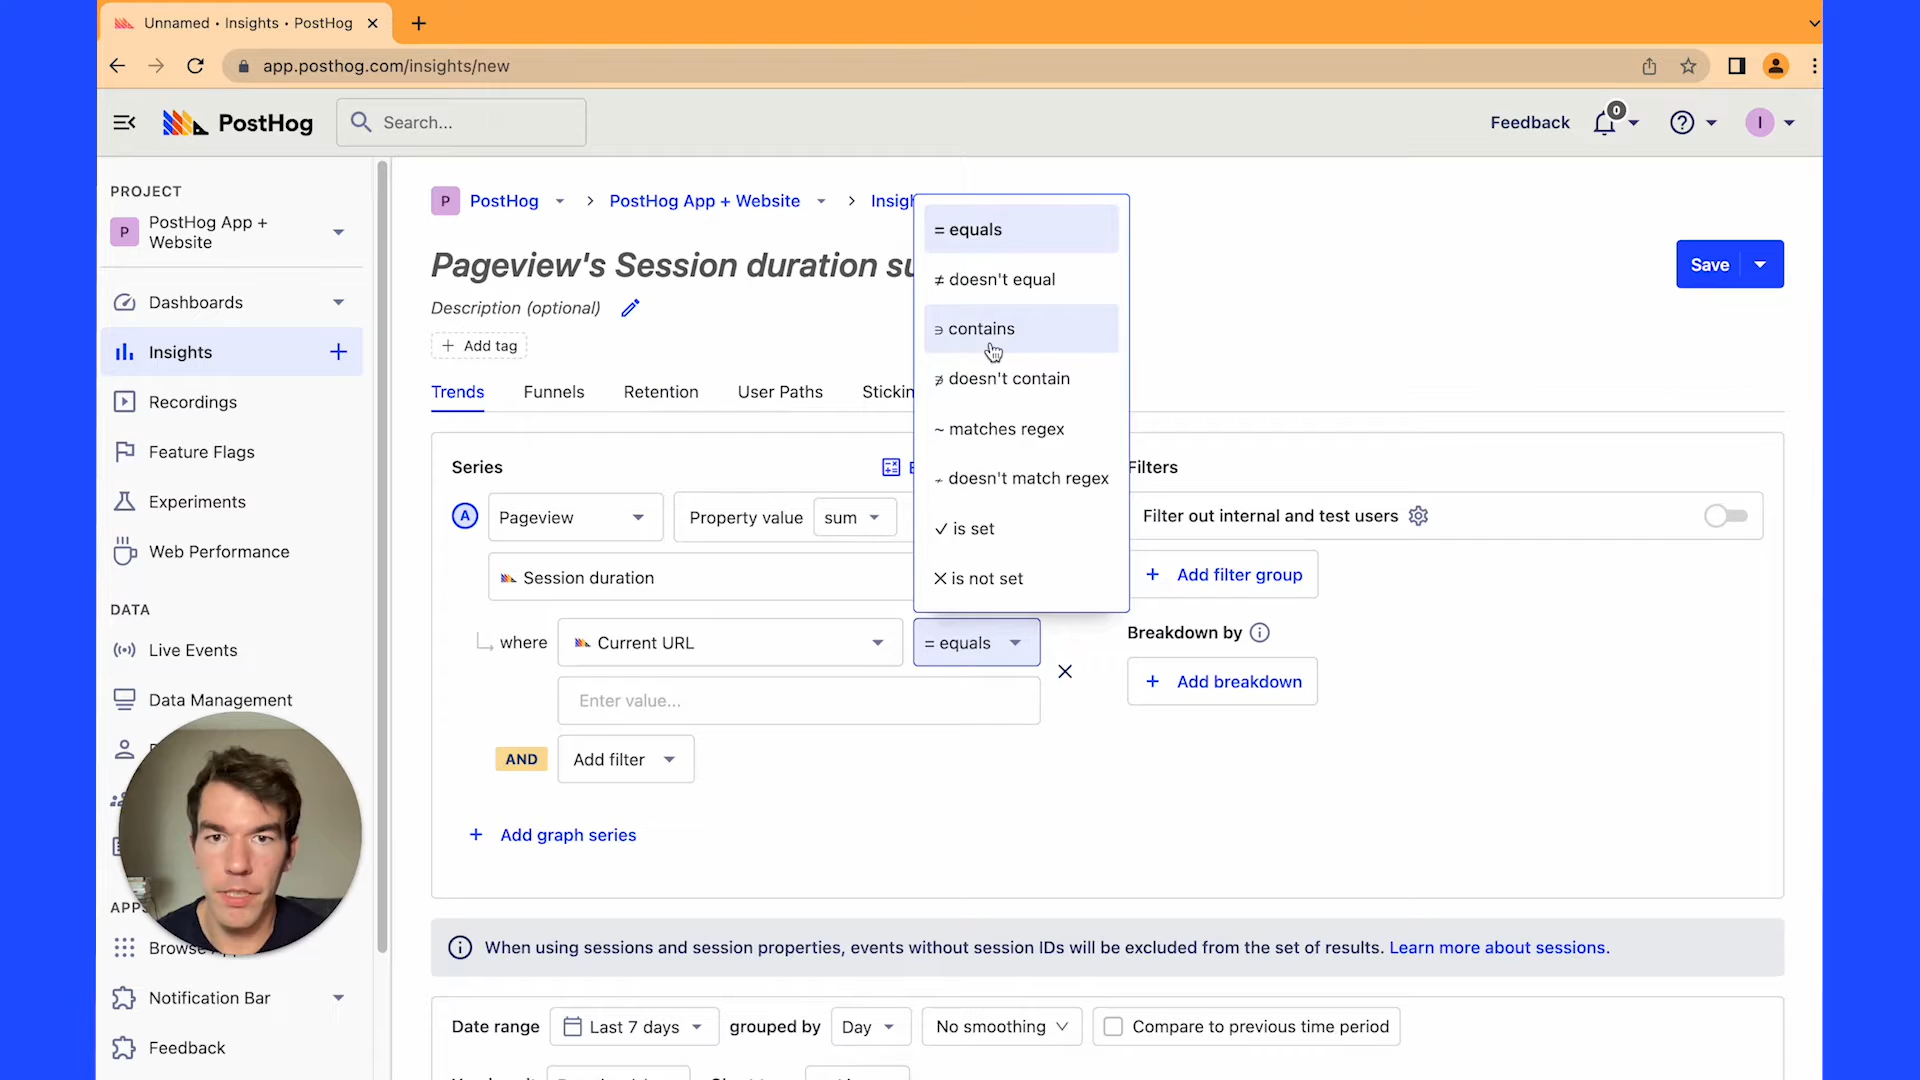 Unnamed • Insights • PostHog
app.posthog.com/insights/new
PostHog
Search...
Feedback
0
I
PROJECT
P
PostHog App +
Website
Dashboards
Insights
Recordings
Feature Flags
Experiments
Web Performance
DATA
Live Events
Data Management
APPS
Browse
Notification Bar
Feedback
P
PostHog
PostHog App + Website
Insigh
Pageview's Session duration su
Description (optional)
Add tag
Save
Trends
Funnels
Retention
User Paths
Stickin
= equals
≠ doesn't equal
∋ contains
∌ doesn't contain
~ matches regex
≁ doesn't match regex
✓ is set
✕ is not set
Series
A
Pageview
Property value
sum
Session duration
where
Current URL
= equals
Enter value...
AND
Add filter
+ Add graph series
Filters
Filter out internal and test users
+ Add filter group
Breakdown by
+ Add breakdown
When using sessions and session properties, events without session IDs will be excluded from the set of results. Learn more about sessions.
Date range
Last 7 days
grouped by
Day
No smoothing
Compare to previous time period